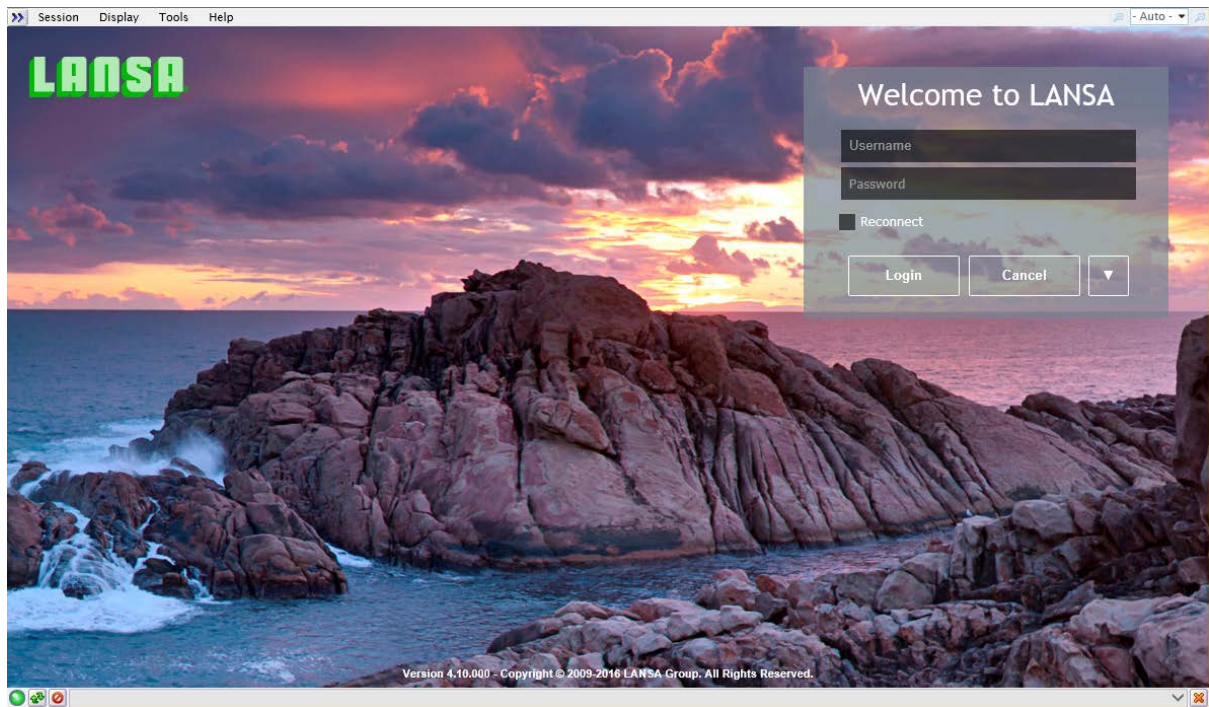 Session Display Tools Help - Auto -
LANSA
Welcome to LANSA
Username
Password
Reconnect
Login Cancel
Version 4.10.000 - Copyright © 2009-2016 LANSA Group. All Rights Reserved.